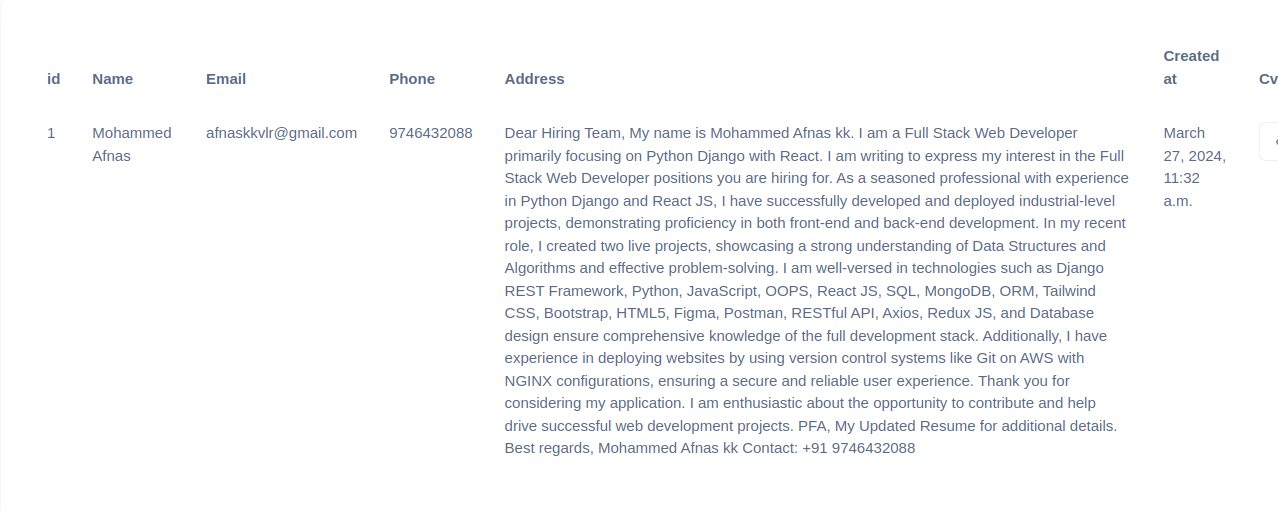 id Name Email Phone Address Created at Cv
1 Mohammed Afnas afnaskkvlr@gmail.com 9746432088
Dear Hiring Team, My name is Mohammed Afnas kk. I am a Full Stack Web Developer
primarily focusing on Python Django with React. I am writing to express my interest in the Full
Stack Web Developer positions you are hiring for. As a seasoned professional with experience
in Python Django and React JS, I have successfully developed and deployed industrial-level
projects, demonstrating proficiency in both front-end and back-end development. In my recent
role, I created two live projects, showcasing a strong understanding of Data Structures and
Algorithms and effective problem-solving. I am well-versed in technologies such as Django
REST Framework, Python, JavaScript, OOPS, React JS, SQL, MongoDB, ORM, Tailwind
CSS, Bootstrap, HTML5, Figma, Postman, RESTful API, Axios, Redux JS, and Database
design ensure comprehensive knowledge of the full development stack. Additionally, I have
experience in deploying websites by using version control systems like Git on AWS with
NGINX configurations, ensuring a secure and reliable user experience. Thank you for
considering my application. I am enthusiastic about the opportunity to contribute and help
drive successful web development projects. PFA, My Updated Resume for additional details.
Best regards, Mohammed Afnas kk Contact: +91 9746432088
March
27, 2024,
11:32
a.m.